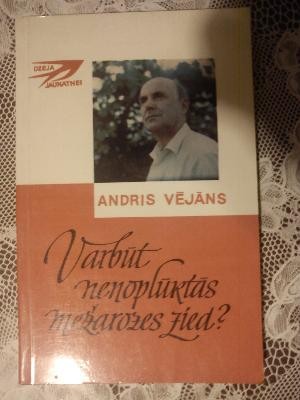 DZEJA
JAUNATNEI
ANDRIS VĒJĀNS
Varbūt
nenoplūktās
mežarozes zied?